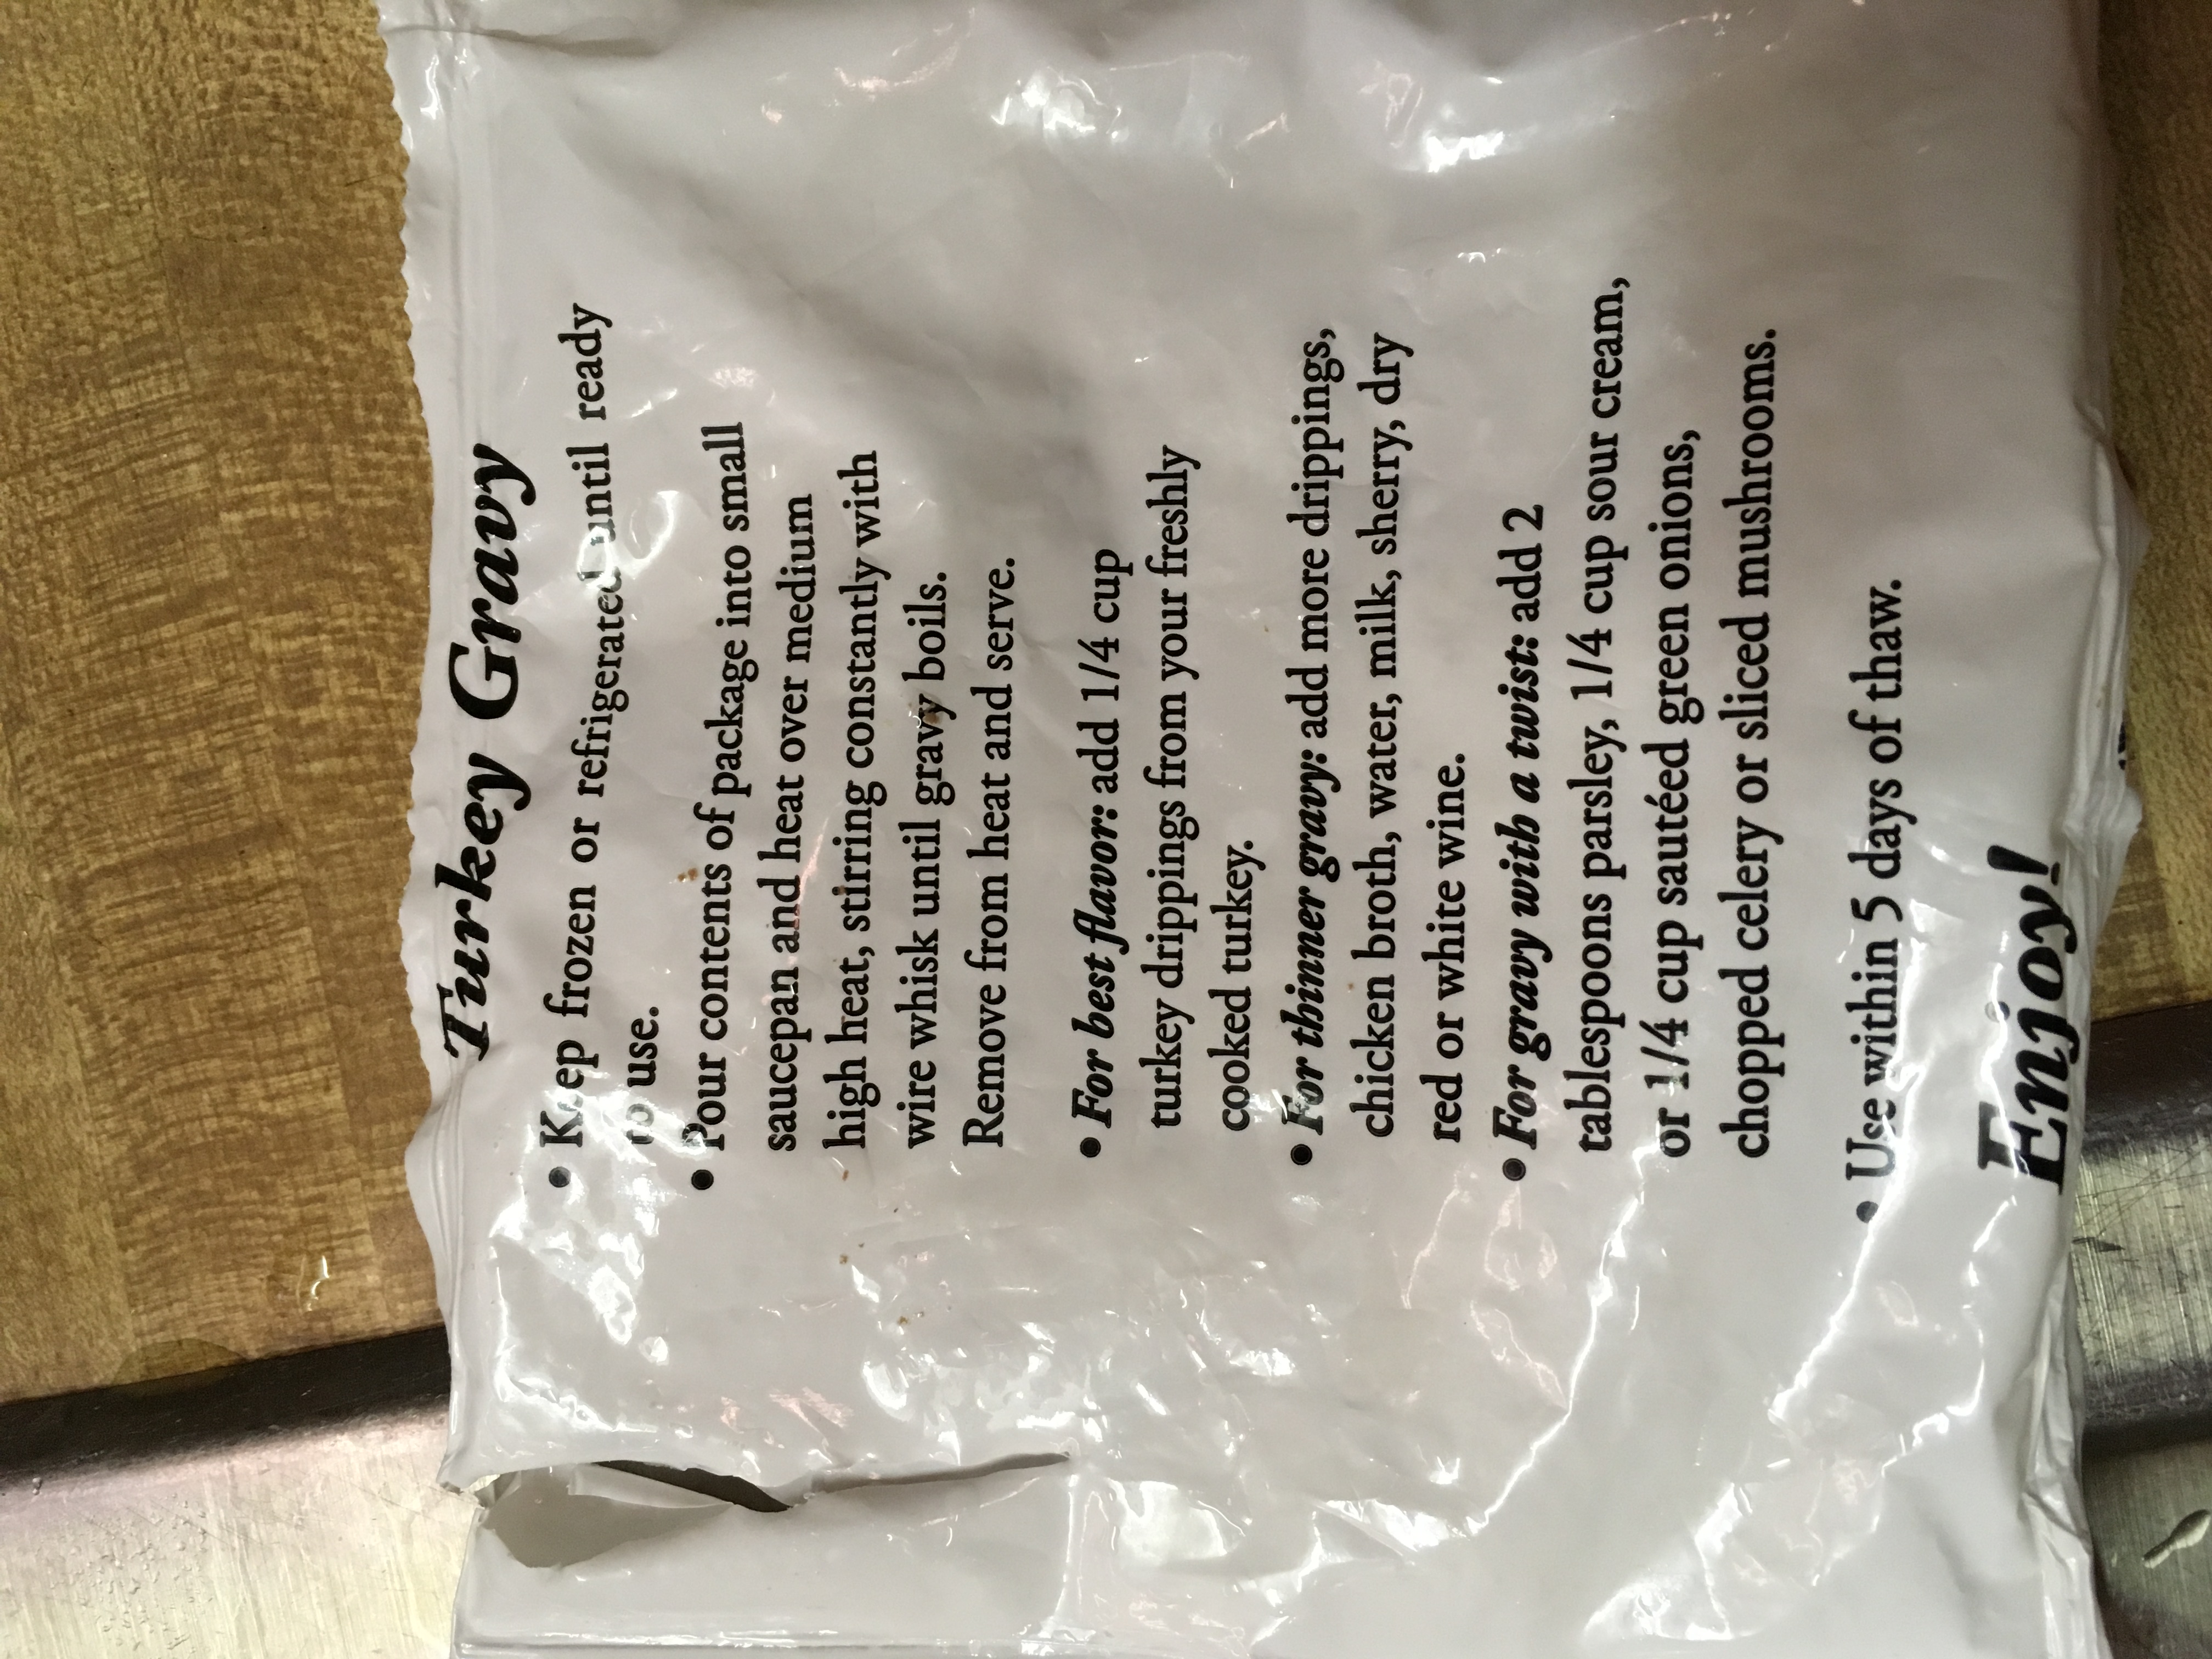 Turkey Gravy
• Keep frozen or refrigerated until ready
to use.
• Pour contents of package into small
saucepan and heat over medium
high heat, stirring constantly with
wire whisk until gravy boils.
Remove from heat and serve.
• For best flavor: add 1/4 cup
turkey drippings from your freshly
cooked turkey.
• For thinner gravy: add more drippings,
chicken broth, water, milk, sherry, dry
red or white wine.
• For gravy with a twist: add 2
tablespoons parsley, 1/4 cup sour cream,
or 1/4 cup sautéed green onions,
chopped celery or sliced mushrooms.
• Use within 5 days of thaw.
Enjoy!